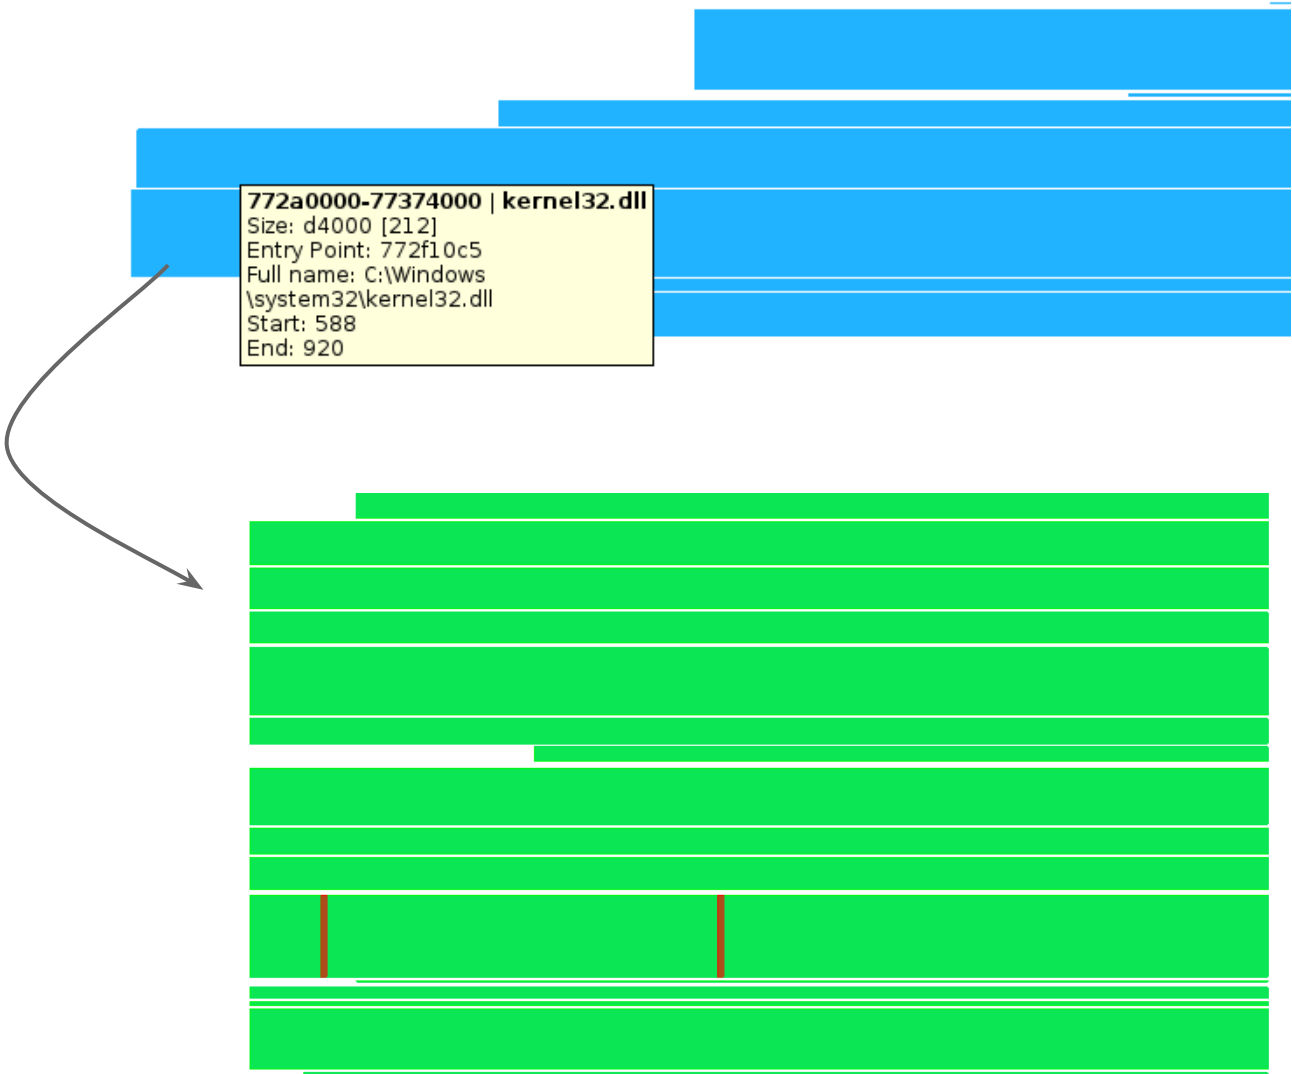 772a0000-77374000 | kernel32.dll
Size: d4000 [212]
Entry Point: 772f10c5
Full name: C:\Windows
\system32\kernel32.dll
Start: 588
End: 920